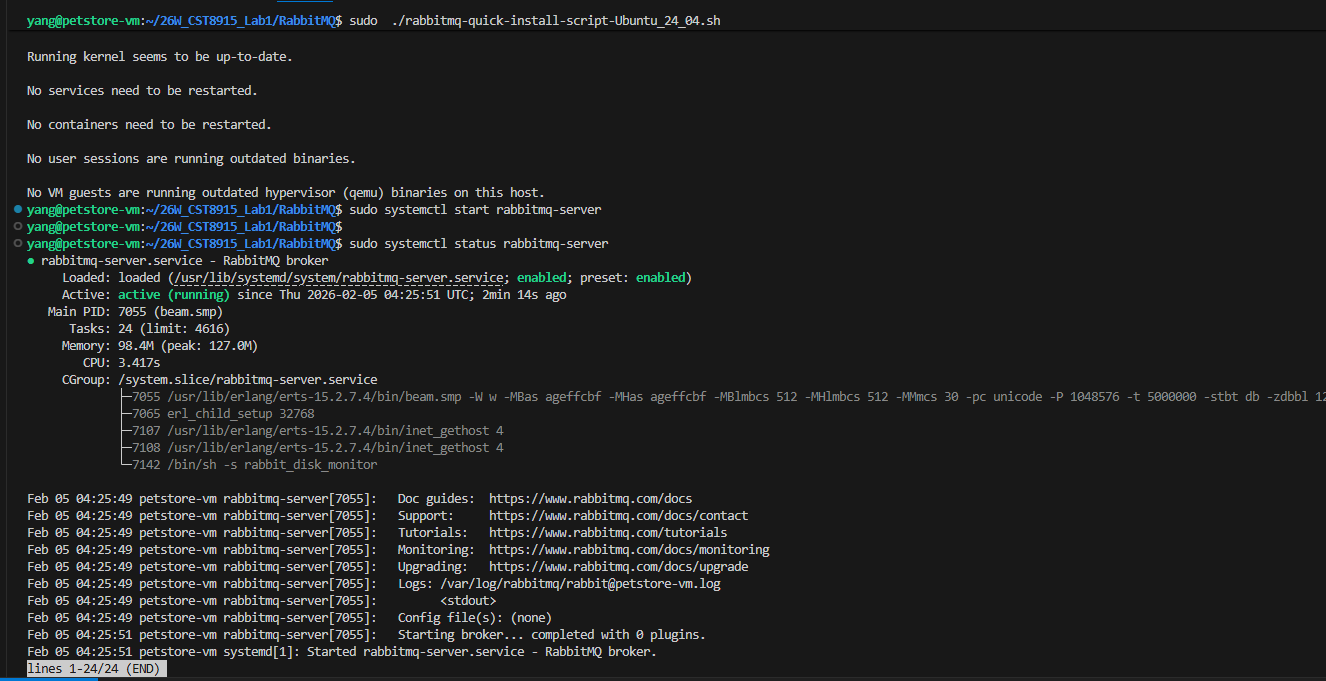 yang@petstore-vm:~/26W_CST8915_Lab1/RabbitMQ$ sudo  ./rabbitmq-quick-install-script-Ubuntu_24_04.sh
Running kernel seems to be up-to-date.
No services need to be restarted.
No containers need to be restarted.
No user sessions are running outdated binaries.
No VM guests are running outdated hypervisor (qemu) binaries on this host.
yang@petstore-vm:~/26W_CST8915_Lab1/RabbitMQ$ sudo systemctl start rabbitmq-server
yang@petstore-vm:~/26W_CST8915_Lab1/RabbitMQ$
yang@petstore-vm:~/26W_CST8915_Lab1/RabbitMQ$ sudo systemctl status rabbitmq-server
● rabbitmq-server.service - RabbitMQ broker
     Loaded: loaded (/usr/lib/systemd/system/rabbitmq-server.service; enabled; preset: enabled)
     Active: active (running) since Thu 2026-02-05 04:25:51 UTC; 2min 14s ago
   Main PID: 7055 (beam.smp)
      Tasks: 24 (limit: 4616)
     Memory: 98.4M (peak: 127.0M)
        CPU: 3.417s
     CGroup: /system.slice/rabbitmq-server.service
             ├─7055 /usr/lib/erlang/erts-15.2.7.4/bin/beam.smp -W w -MBas ageffcbf -MHas ageffcbf -MBlmbcs 512 -MHlmbcs 512 -MMmcs 30 -pc unicode -P 1048576 -t 5000000 -stbt db -zdbbl 12
             ├─7065 erl_child_setup 32768
             ├─7107 /usr/lib/erlang/erts-15.2.7.4/bin/inet_gethost 4
             ├─7108 /usr/lib/erlang/erts-15.2.7.4/bin/inet_gethost 4
             └─7142 /bin/sh -s rabbit_disk_monitor
Feb 05 04:25:49 petstore-vm rabbitmq-server[7055]:   Doc guides:  https://www.rabbitmq.com/docs
Feb 05 04:25:49 petstore-vm rabbitmq-server[7055]:   Support:     https://www.rabbitmq.com/docs/contact
Feb 05 04:25:49 petstore-vm rabbitmq-server[7055]:   Tutorials:   https://www.rabbitmq.com/tutorials
Feb 05 04:25:49 petstore-vm rabbitmq-server[7055]:   Monitoring:  https://www.rabbitmq.com/docs/monitoring
Feb 05 04:25:49 petstore-vm rabbitmq-server[7055]:   Upgrading:   https://www.rabbitmq.com/docs/upgrade
Feb 05 04:25:49 petstore-vm rabbitmq-server[7055]:   Logs: /var/log/rabbitmq/rabbit@petstore-vm.log
Feb 05 04:25:49 petstore-vm rabbitmq-server[7055]:         <stdout>
Feb 05 04:25:49 petstore-vm rabbitmq-server[7055]:   Config file(s): (none)
Feb 05 04:25:51 petstore-vm rabbitmq-server[7055]:   Starting broker... completed with 0 plugins.
Feb 05 04:25:51 petstore-vm systemd[1]: Started rabbitmq-server.service - RabbitMQ broker.
lines 1-24/24 (END)